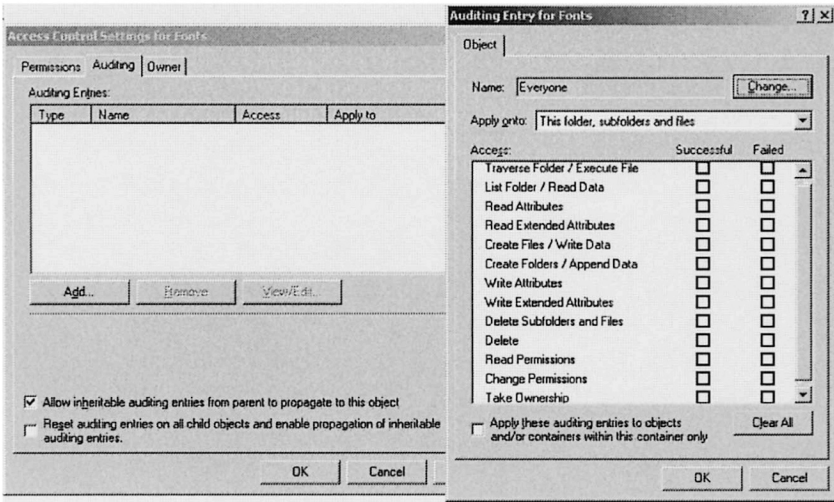 Access Control Settings for Fonts
Permissions Auditing Owner
Auditing Entries:
Type Name Access Apply to
Add... Remove View/Edit...
Allow inheritable auditing entries from parent to propagate to this object
Reset auditing entries on all child objects and enable propagation of inheritable
auditing entries.
OK Cancel
Auditing Entry for Fonts
Object
Name: Everyone Change...
Apply onto: This folder, subfolders and files
Access: Successful Failed
Traverse Folder / Execute File
List Folder / Read Data
Read Attributes
Read Extended Attributes
Create Files / Write Data
Create Folders / Append Data
Write Attributes
Write Extended Attributes
Delete Subfolders and Files
Delete
Read Permissions
Change Permissions
Take Ownership
Apply these auditing entries to objects
and/or containers within this container only
Clear All
OK Cancel